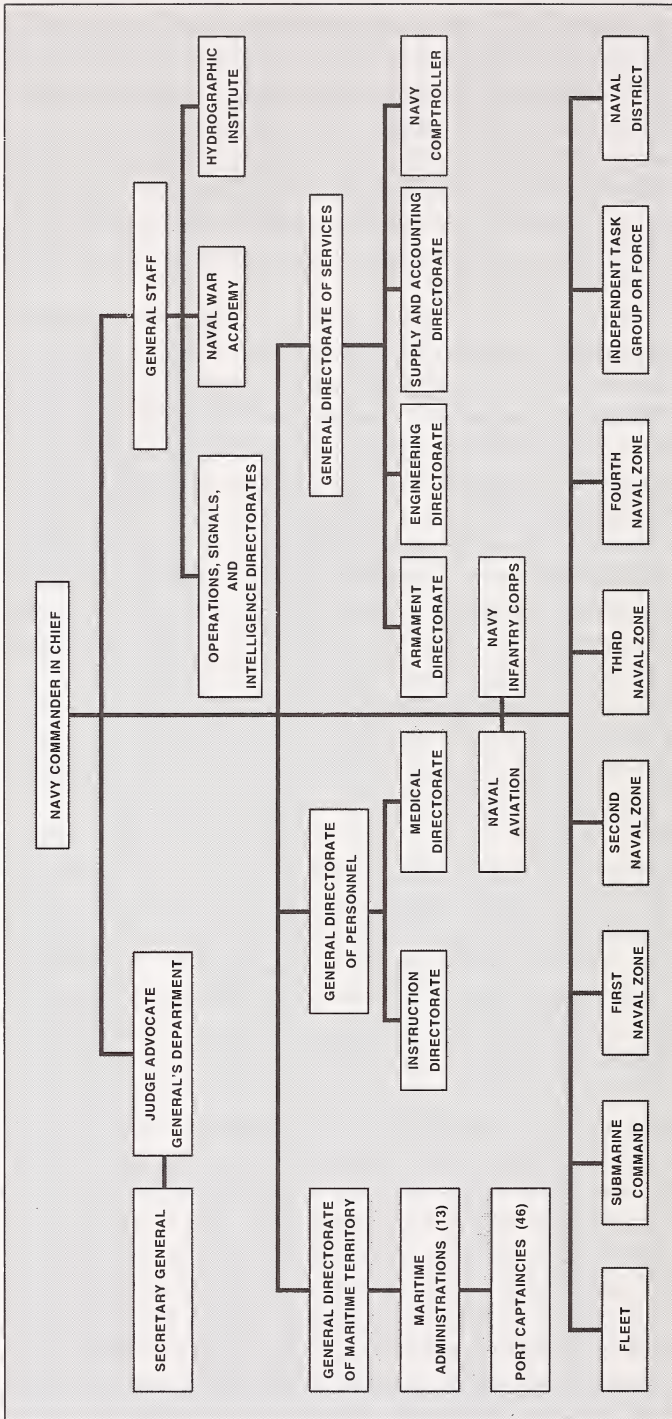 NAVY COMMANDER IN CHIEF
SECRETARY GENERAL
JUDGE ADVOCATE
GENERAL'S DEPARTMENT
GENERAL STAFF
OPERATIONS, SIGNALS,
AND
INTELLIGENCE DIRECTORATES
NAVAL WAR
ACADEMY
HYDROGRAPHIC
INSTITUTE
GENERAL DIRECTORATE
OF MARITIME TERRITORY
MARITIME
ADMINISTRATIONS (13)
PORT CAPTAINCIES (46)
GENERAL DIRECTORATE
OF PERSONNEL
INSTRUCTION
DIRECTORATE
MEDICAL
DIRECTORATE
GENERAL DIRECTORATE OF SERVICES
ARMAMENT
DIRECTORATE
ENGINEERING
DIRECTORATE
SUPPLY AND ACCOUNTING
DIRECTORATE
NAVY
COMPTROLLER
NAVAL
AVIATION
NAVY
INFANTRY CORPS
FLEET
SUBMARINE
COMMAND
FIRST
NAVAL ZONE
SECOND
NAVAL ZONE
THIRD
NAVAL ZONE
FOURTH
NAVAL ZONE
INDEPENDENT TASK
GROUP OR FORCE
NAVAL
DISTRICT